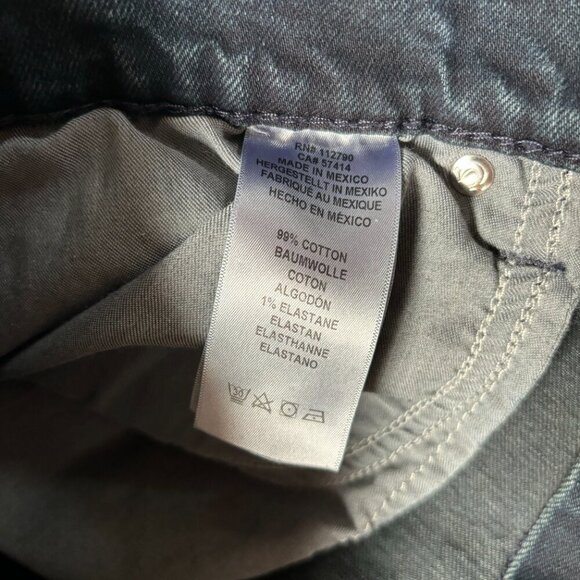 RN# 112790
CA# 57414
MADE IN MEXICO
HERGESTELLT IN MEXIKO
FABRIQUÉ AU MEXIQUE
HECHO EN MÉXICO
99% COTTON
BAUMWOLLE
COTON
ALGODÓN
1% ELASTANE
ELASTAN
ELASTHANNE
ELASTANO